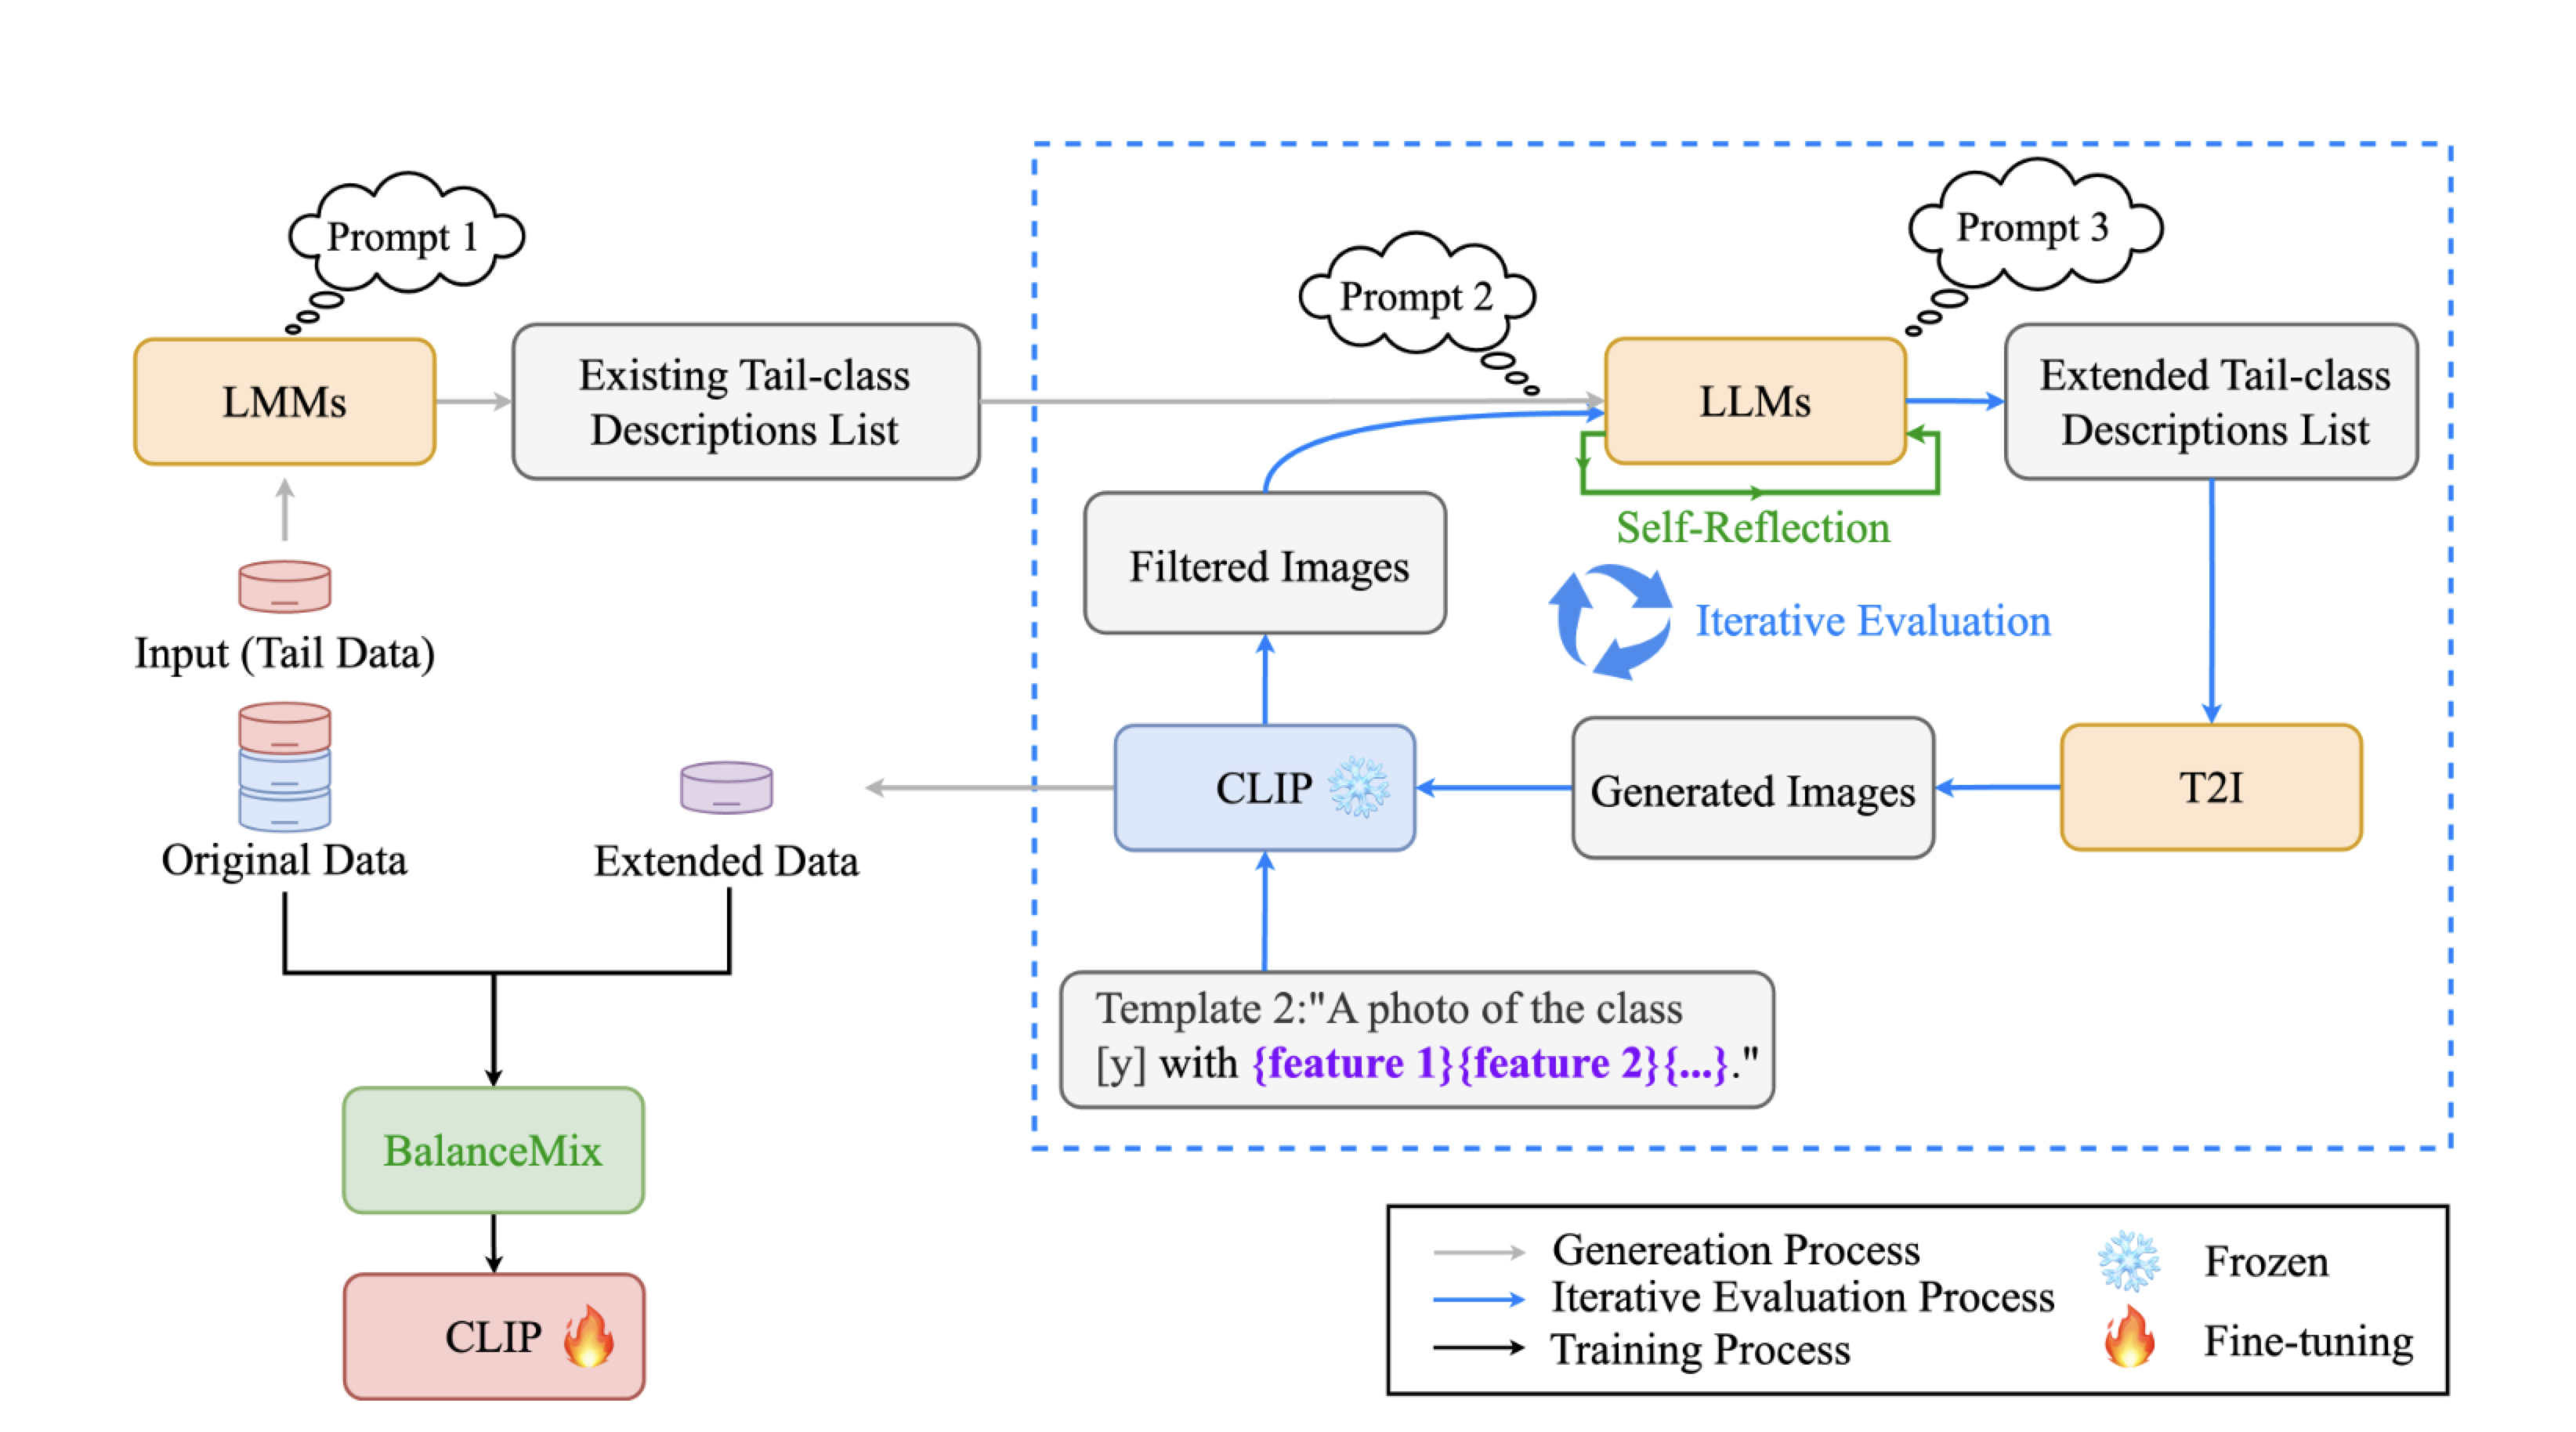 Prompt 1
LMMs
Existing Tail-class
Descriptions List
Input (Tail Data)
Original Data
Extended Data
BalanceMix
CLIP
Prompt 2
Prompt 3
LLMs
Extended Tail-class
Descriptions List
Self-Reflection
Filtered Images
Iterative Evaluation
CLIP
Generated Images
T2I
Template 2:"A photo of the class
[y] with {feature 1}{feature 2}{...}."
Genereation Process
Iterative Evaluation Process
Training Process
Frozen
Fine-tuning